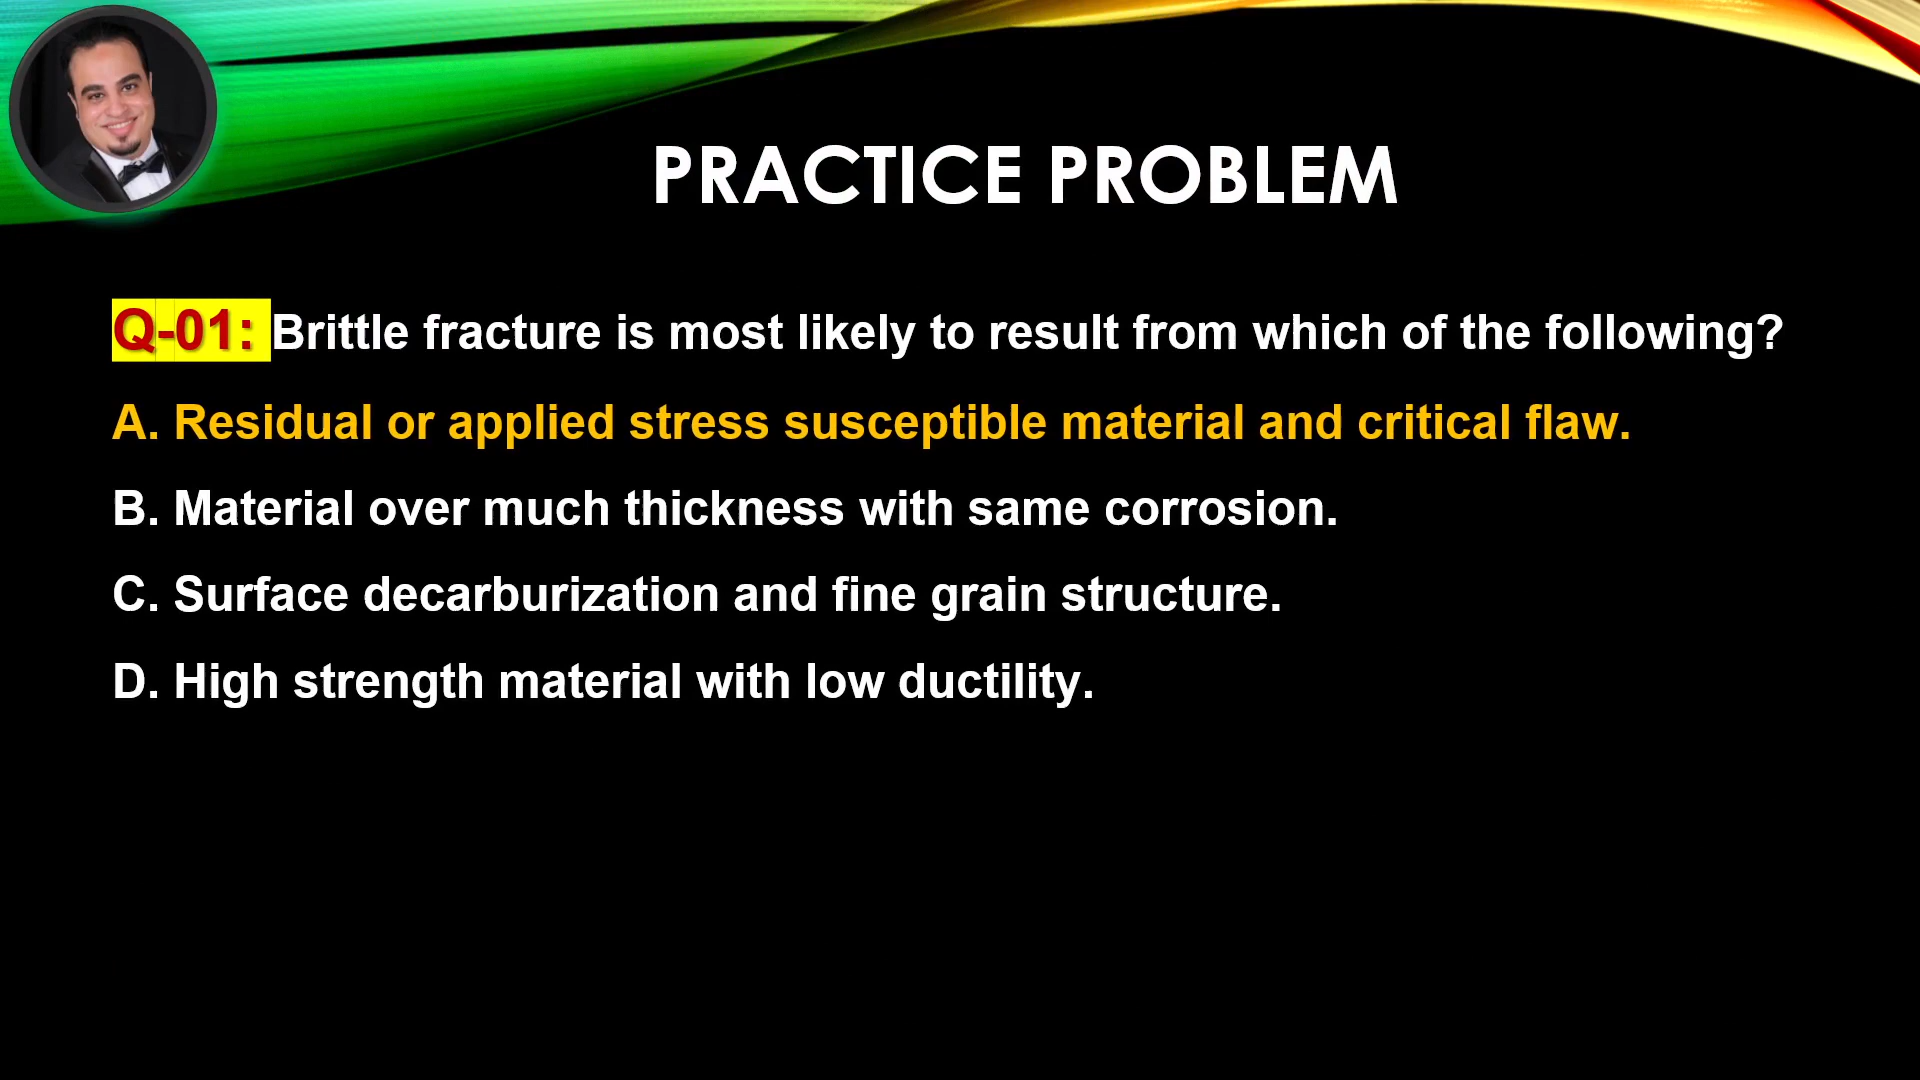 PRACTICE PROBLEM
Q-01: Brittle fracture is most likely to result from which of the following?
A. Residual or applied stress susceptible material and critical flaw.
B. Material over much thickness with same corrosion.
C. Surface decarburization and fine grain structure.
D. High strength material with low ductility.